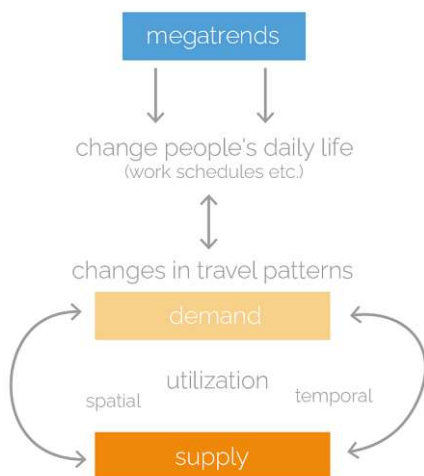 megatrends
change people's daily life
(work schedules etc.)
changes in travel patterns
demand
utilization
spatial
temporal
supply